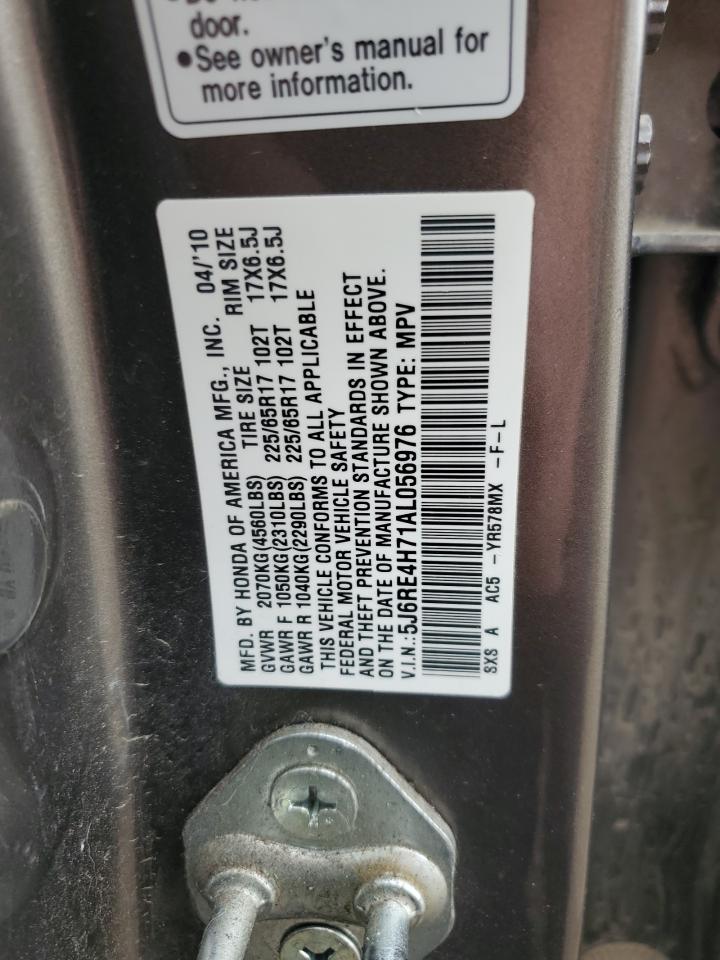 door.
•See owner's manual for
more information.
MFD. BY HONDA OF AMERICA MFG., INC. 04/'10
TIRE SIZE RIM SIZE
GVWR 2070KG(4560LBS)
GAWR F 1050KG(2310LBS) 225/65R17 102T 17X6.5J
GAWR R 1040KG(2290LBS) 225/65R17 102T 17X6.5J
THIS VEHICLE CONFORMS TO ALL APPLICABLE
FEDERAL MOTOR VEHICLE SAFETY
AND THEFT PREVENTION STANDARDS IN EFFECT
ON THE DATE OF MANUFACTURE SHOWN ABOVE.
V.I.N.:5J6RE4H71AL056976 TYPE: MPV
SXS A AC5 -YR578MX -F-L